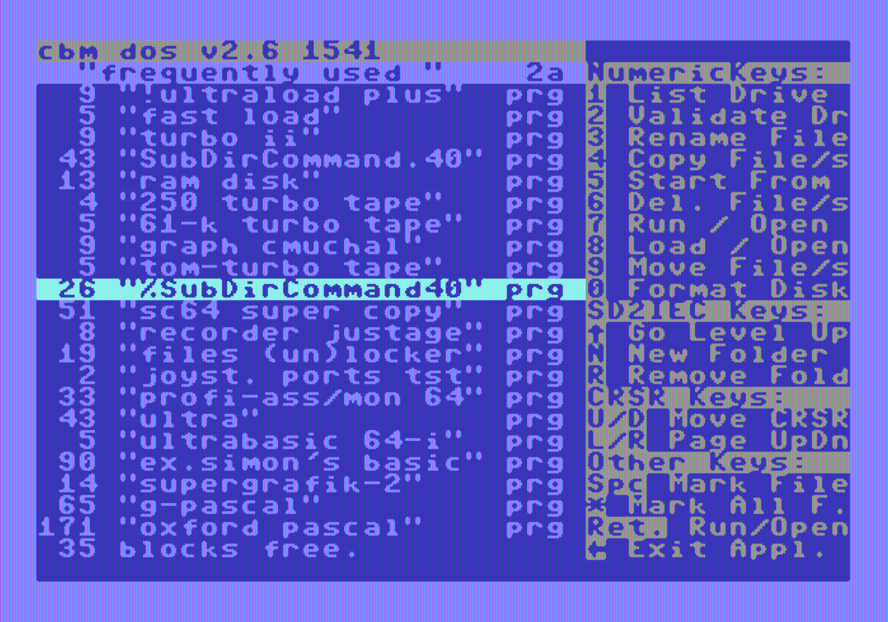 cbm dos v2.6 1541
"frequently used " 2a
9 "!ultraload plus" prg
5 "fast load" prg
9 "turbo ii" prg
43 "SubDirCommand.40" prg
13 "ram disk" prg
4 "250 turbo tape" prg
5 "61-k turbo tape" prg
9 "graph cmuchal" prg
5 "tom-turbo tape" prg
26 "%SubDirCommand40" prg
51 "sc64 super copy" prg
8 "recorder justage" prg
19 "files (un)locker" prg
2 "joyst. ports tst" prg
33 "profi-ass/mon 64" prg
43 "ultra" prg
5 "ultrabasic 64-i" prg
90 "ex.simon's basic" prg
14 "supergrafik-2" prg
65 "g-pascal" prg
171 "oxford pascal" prg
35 blocks free.
NumericKeys:
1 List Drive
2 Validate Dr
3 Rename File
4 Copy File/s
5 Start From
6 Del. File/s
7 Run / Open
8 Load / Open
9 Move File/s
0 Format Disk
SD2IEC Keys:
↑ Go Level Up
N New Folder
R Remove Fold
CRSR Keys:
U/D Move CRSR
L/R Page UpDn
Other Keys:
Spc Mark File
* Mark All F.
Ret. Run/Open
← Exit Appl.